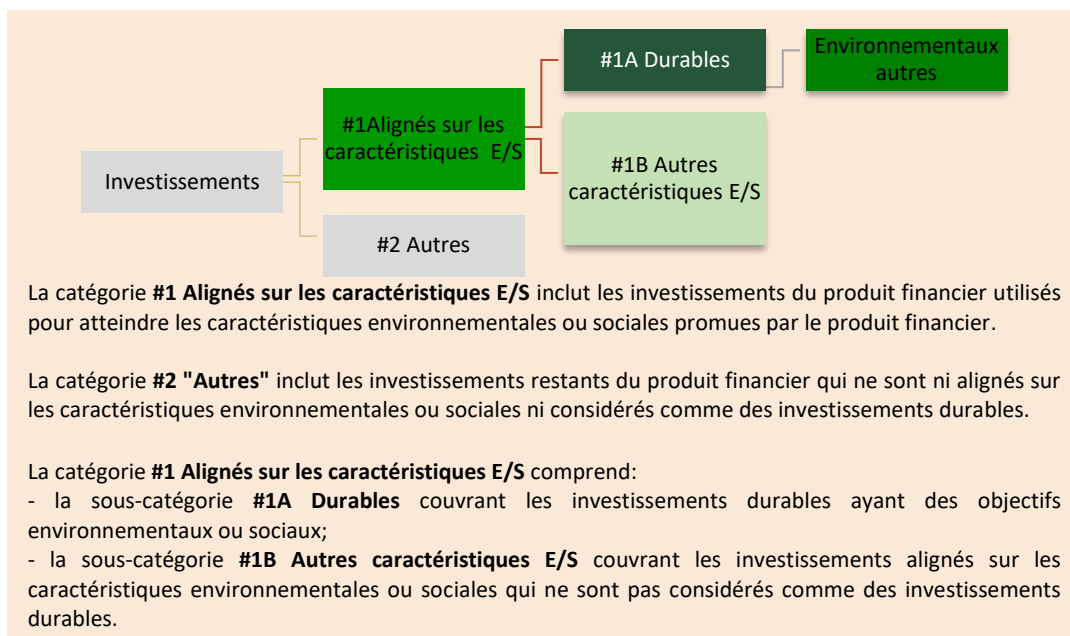 #1A Durables
Environnementaux
autres
#1Alignés sur les
caractéristiques E/S
#1B Autres
caractéristiques E/S
Investissements
#2 Autres
La catégorie #1 Alignés sur les caractéristiques E/S inclut les investissements du produit financier utilisés
pour atteindre les caractéristiques environnementales ou sociales promues par le produit financier.
La catégorie #2 "Autres" inclut les investissements restants du produit financier qui ne sont ni alignés sur
les caractéristiques environnementales ou sociales ni considérés comme des investissements durables.
La catégorie #1 Alignés sur les caractéristiques E/S comprend:
- la sous-catégorie #1A Durables couvrant les investissements durables ayant des objectifs
environnementaux ou sociaux;
- la sous-catégorie #1B Autres caractéristiques E/S couvrant les investissements alignés sur les
caractéristiques environnementales ou sociales qui ne sont pas considérés comme des investissements
durables.